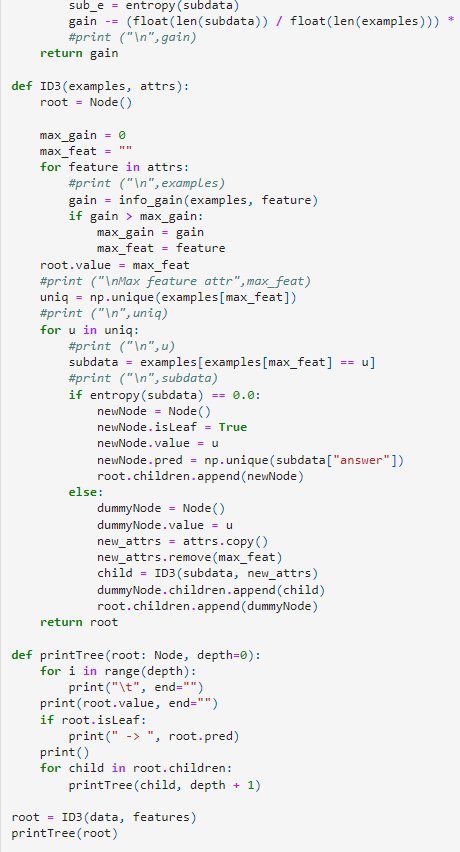 sub_e = entropy(subdata)
        gain -= (float(len(subdata)) / float(len(examples))) *
        #print ("\n",gain)
    return gain

def ID3(examples, attrs):
    root = Node()

    max_gain = 0
    max_feat = ""
    for feature in attrs:
        #print ("\n",examples)
        gain = info_gain(examples, feature)
        if gain > max_gain:
            max_gain = gain
            max_feat = feature
    root.value = max_feat
    #print ("\nMax feature attr",max_feat)
    uniq = np.unique(examples[max_feat])
    #print ("\n",uniq)
    for u in uniq:
        #print ("\n",u)
        subdata = examples[examples[max_feat] == u]
        #print ("\n",subdata)
        if entropy(subdata) == 0.0:
            newNode = Node()
            newNode.isLeaf = True
            newNode.value = u
            newNode.pred = np.unique(subdata["answer"])
            root.children.append(newNode)
        else:
            dummyNode = Node()
            dummyNode.value = u
            new_attrs = attrs.copy()
            new_attrs.remove(max_feat)
            child = ID3(subdata, new_attrs)
            dummyNode.children.append(child)
            root.children.append(dummyNode)
    return root

def printTree(root: Node, depth=0):
    for i in range(depth):
        print("\t", end="")
    print(root.value, end="")
    if root.isLeaf:
        print(" -> ", root.pred)
    print()
    for child in root.children:
        printTree(child, depth + 1)

root = ID3(data, features)
printTree(root)